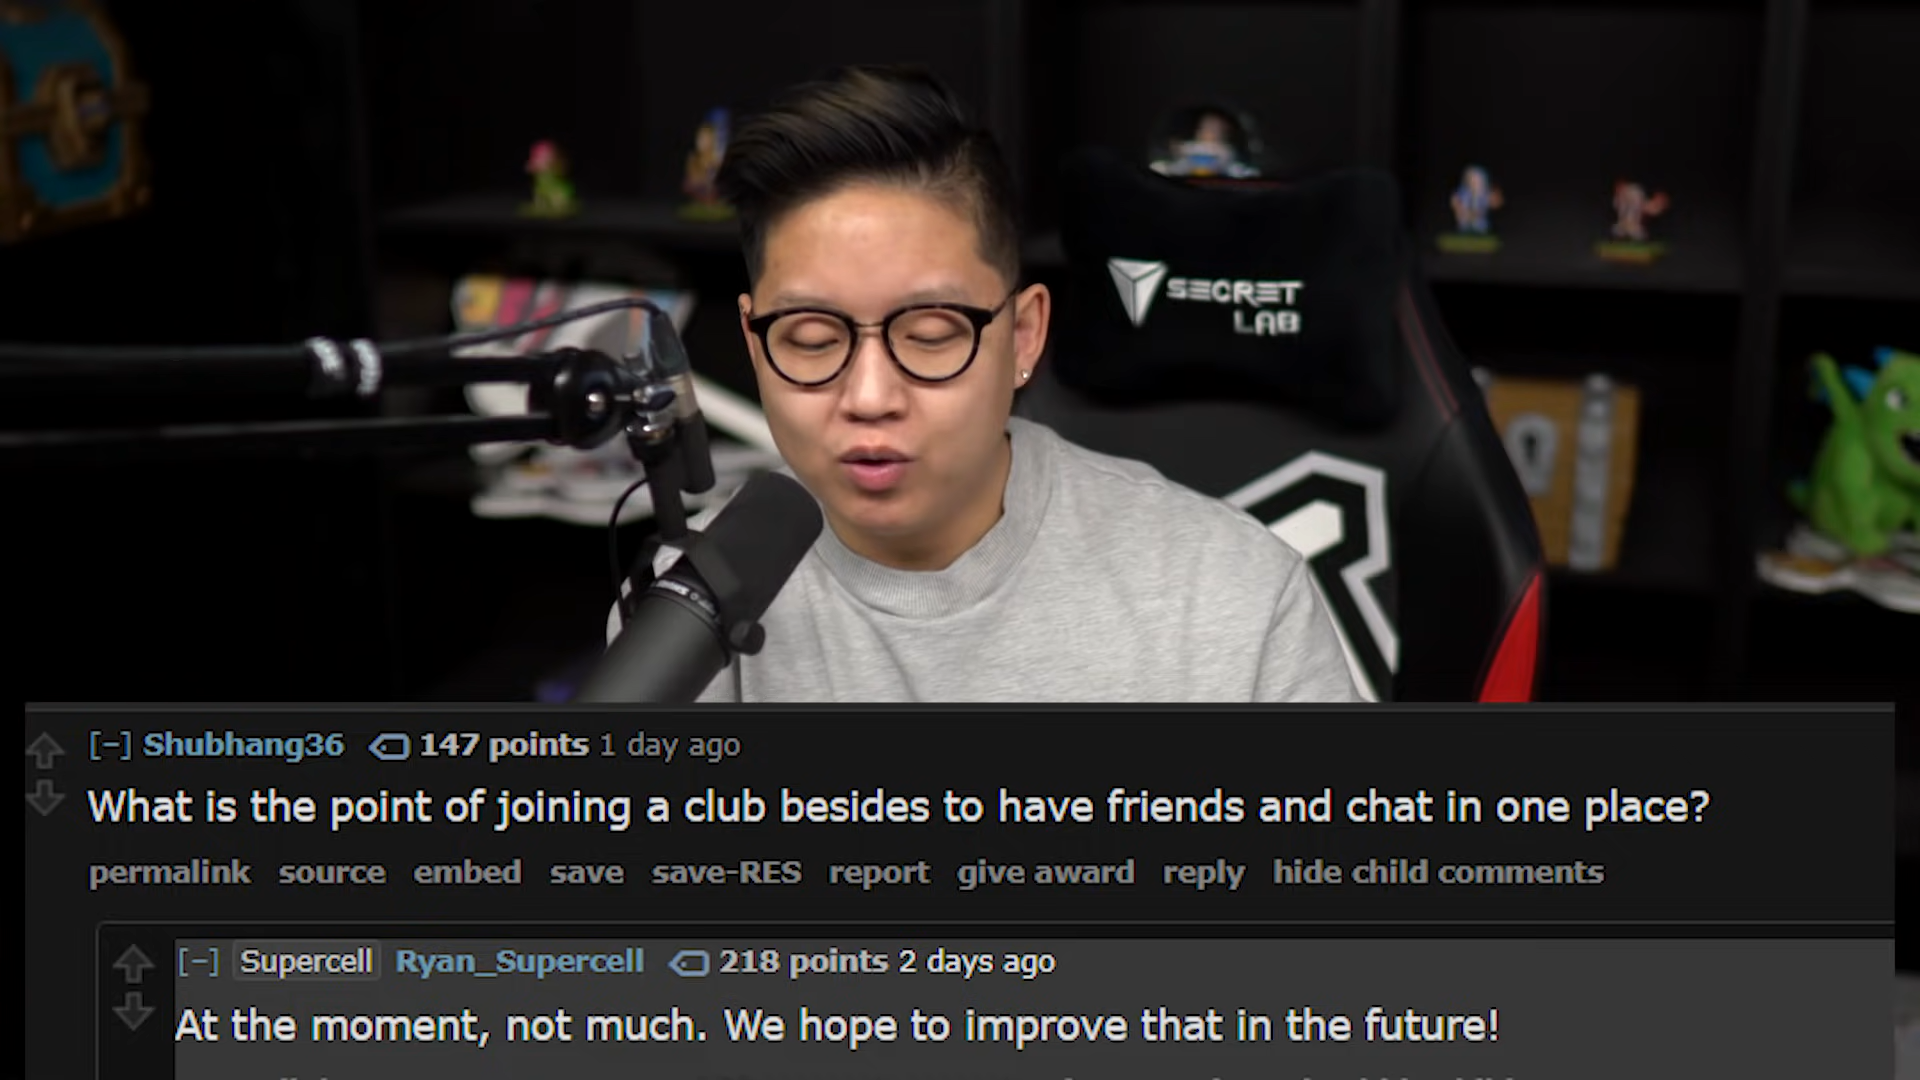 SECRET
LAB
[-] Shubhang36 147 points 1 day ago
What is the point of joining a club besides to have friends and chat in one place?
permalink source embed save save-RES report give award reply hide child comments
[-] Supercell Ryan_Supercell 218 points 2 days ago
At the moment, not much. We hope to improve that in the future!